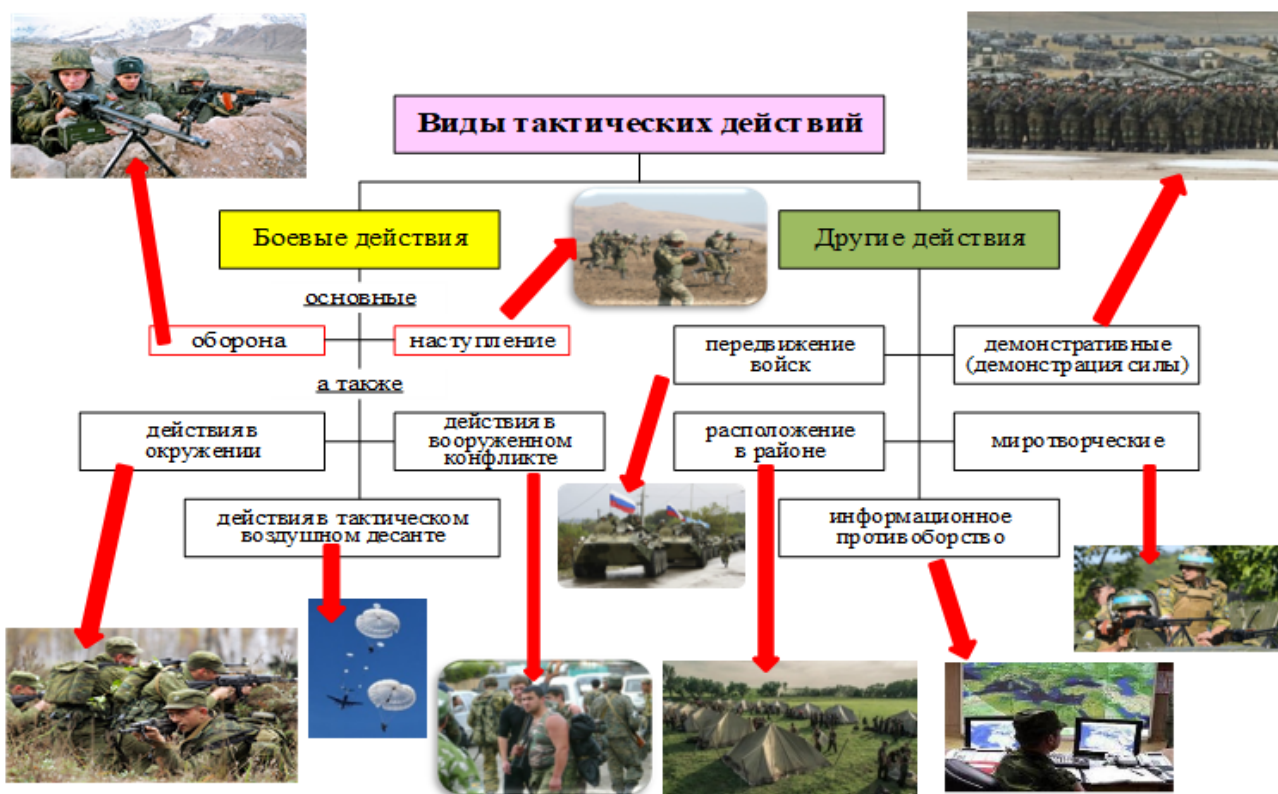 Виды тактических действий
Боевые действия
Другие действия
основные
оборона
наступление
а также
действия в
окружении
действия в
вооруженном
конфликте
действия в тактическом
воздушном десанте
передвижение
войск
демонстративные
(демонстрация силы)
расположение
в районе
миротворческие
информационное
противоборство